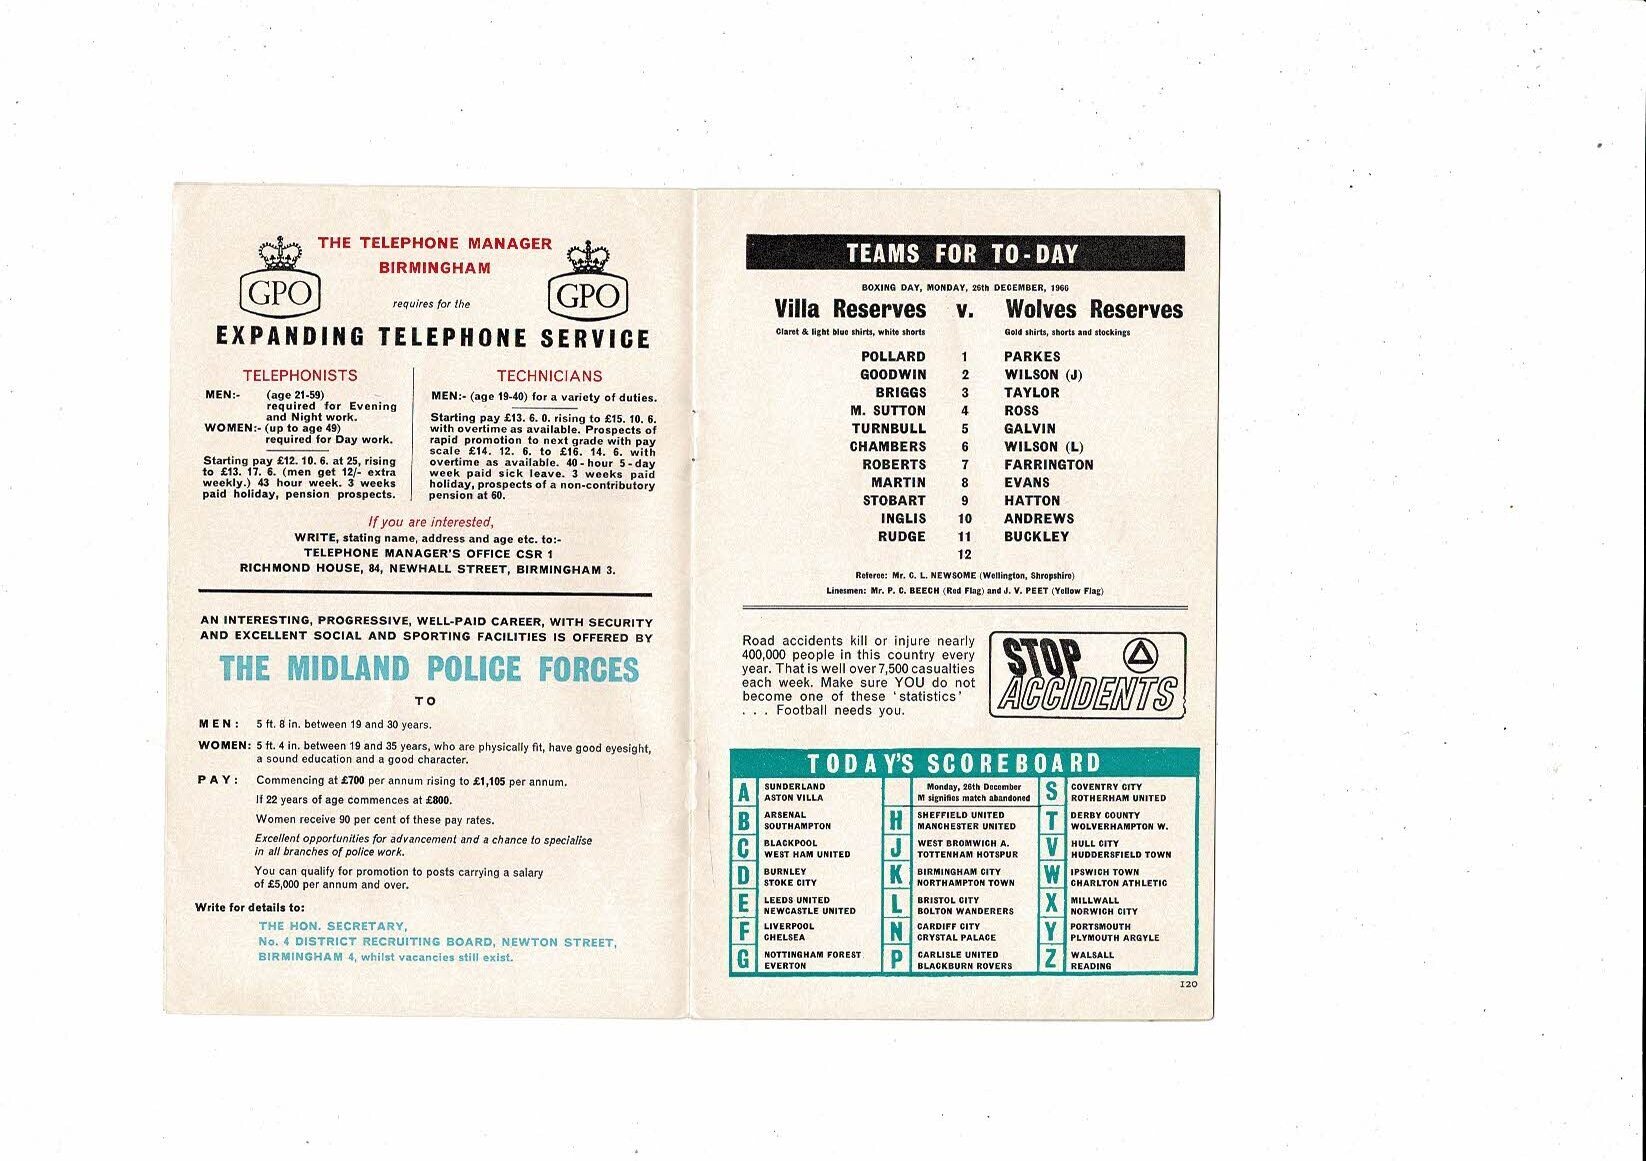 THE TELEPHONE MANAGER
BIRMINGHAM
GPO
GPO
requires for the
EXPANDING TELEPHONE SERVICE
TELEPHONISTS
MEN:- (age 21-59)
required for Evening
and Night work.
WOMEN:- (up to age 49)
required for Day work.
Starting pay £12. 10. 6. at 25, rising
to £13. 17. 6. (men get 12/- extra
weekly.) 43 hour week. 3 weeks
paid holiday, pension prospects.
TECHNICIANS
MEN:- (age 19-40) for a variety of duties.
Starting pay £13. 6. 0. rising to £15. 10. 6.
with overtime as available. Prospects of
rapid promotion to next grade with pay
scale £14. 12. 6. to £16. 14. 6. with
overtime as available. 40-hour 5-day
week paid sick leave. 3 weeks paid
holiday, prospects of a non-contributory
pension at 60.
If you are interested,
WRITE, stating name, address and age etc. to:-
TELEPHONE MANAGER'S OFFICE CSR 1
RICHMOND HOUSE, 84, NEWHALL STREET, BIRMINGHAM 3.
AN INTERESTING, PROGRESSIVE, WELL-PAID CAREER, WITH SECURITY
AND EXCELLENT SOCIAL AND SPORTING FACILITIES IS OFFERED BY
THE MIDLAND POLICE FORCES
TO
MEN: 5 ft. 8 in. between 19 and 30 years.
WOMEN: 5 ft. 4 in. between 19 and 35 years, who are physically fit, have good eyesight,
a sound education and a good character.
PAY: Commencing at £700 per annum rising to £1,105 per annum.
If 22 years of age commences at £800.
Women receive 90 per cent of these pay rates.
Excellent opportunities for advancement and a chance to specialise
in all branches of police work.
You can qualify for promotion to posts carrying a salary
of £5,000 per annum and over.
Write for details to:
THE HON. SECRETARY,
No. 4 DISTRICT RECRUITING BOARD, NEWTON STREET,
BIRMINGHAM 4, whilst vacancies still exist.
TEAMS FOR TO-DAY
BOXING DAY, MONDAY, 26th DECEMBER, 1966
Villa Reserves v. Wolves Reserves
Claret & light blue shirts, white shorts Gold shirts, shorts and stockings
POLLARD 1 PARKES
GOODWIN 2 WILSON (J)
BRIGGS 3 TAYLOR
M. SUTTON 4 ROSS
TURNBULL 5 GALVIN
CHAMBERS 6 WILSON (L)
ROBERTS 7 FARRINGTON
MARTIN 8 EVANS
STOBART 9 HATTON
INGLIS 10 ANDREWS
RUDGE 11 BUCKLEY
12
Referee: Mr. C. L. NEWSOME (Wellington, Shropshire)
Linesmen: Mr. P. C. BEECH (Red Flag) and J. V. PEET (Yellow Flag)
Road accidents kill or injure nearly
400,000 people in this country every
year. That is well over 7,500 casualties
each week. Make sure YOU do not
become one of these 'statistics'
. . . Football needs you.
STOP
ACCIDENTS
TODAY'S SCOREBOARD
A SUNDERLAND
ASTON VILLA
B ARSENAL
SOUTHAMPTON
C BLACKPOOL
WEST HAM UNITED
D BURNLEY
STOKE CITY
E LEEDS UNITED
NEWCASTLE UNITED
F LIVERPOOL
CHELSEA
G NOTTINGHAM FOREST
EVERTON
Monday, 26th December
M signifies match abandoned
H SHEFFIELD UNITED
MANCHESTER UNITED
J WEST BROMWICH A.
TOTTENHAM HOTSPUR
K BIRMINGHAM CITY
NORTHAMPTON TOWN
L BRISTOL CITY
BOLTON WANDERERS
N CARDIFF CITY
CRYSTAL PALACE
P CARLISLE UNITED
BLACKBURN ROVERS
S COVENTRY CITY
ROTHERHAM UNITED
T DERBY COUNTY
WOLVERHAMPTON W.
V HULL CITY
HUDDERSFIELD TOWN
W IPSWICH TOWN
CHARLTON ATHLETIC
X MILLWALL
NORWICH CITY
Y PORTSMOUTH
PLYMOUTH ARGYLE
Z WALSALL
READING
120